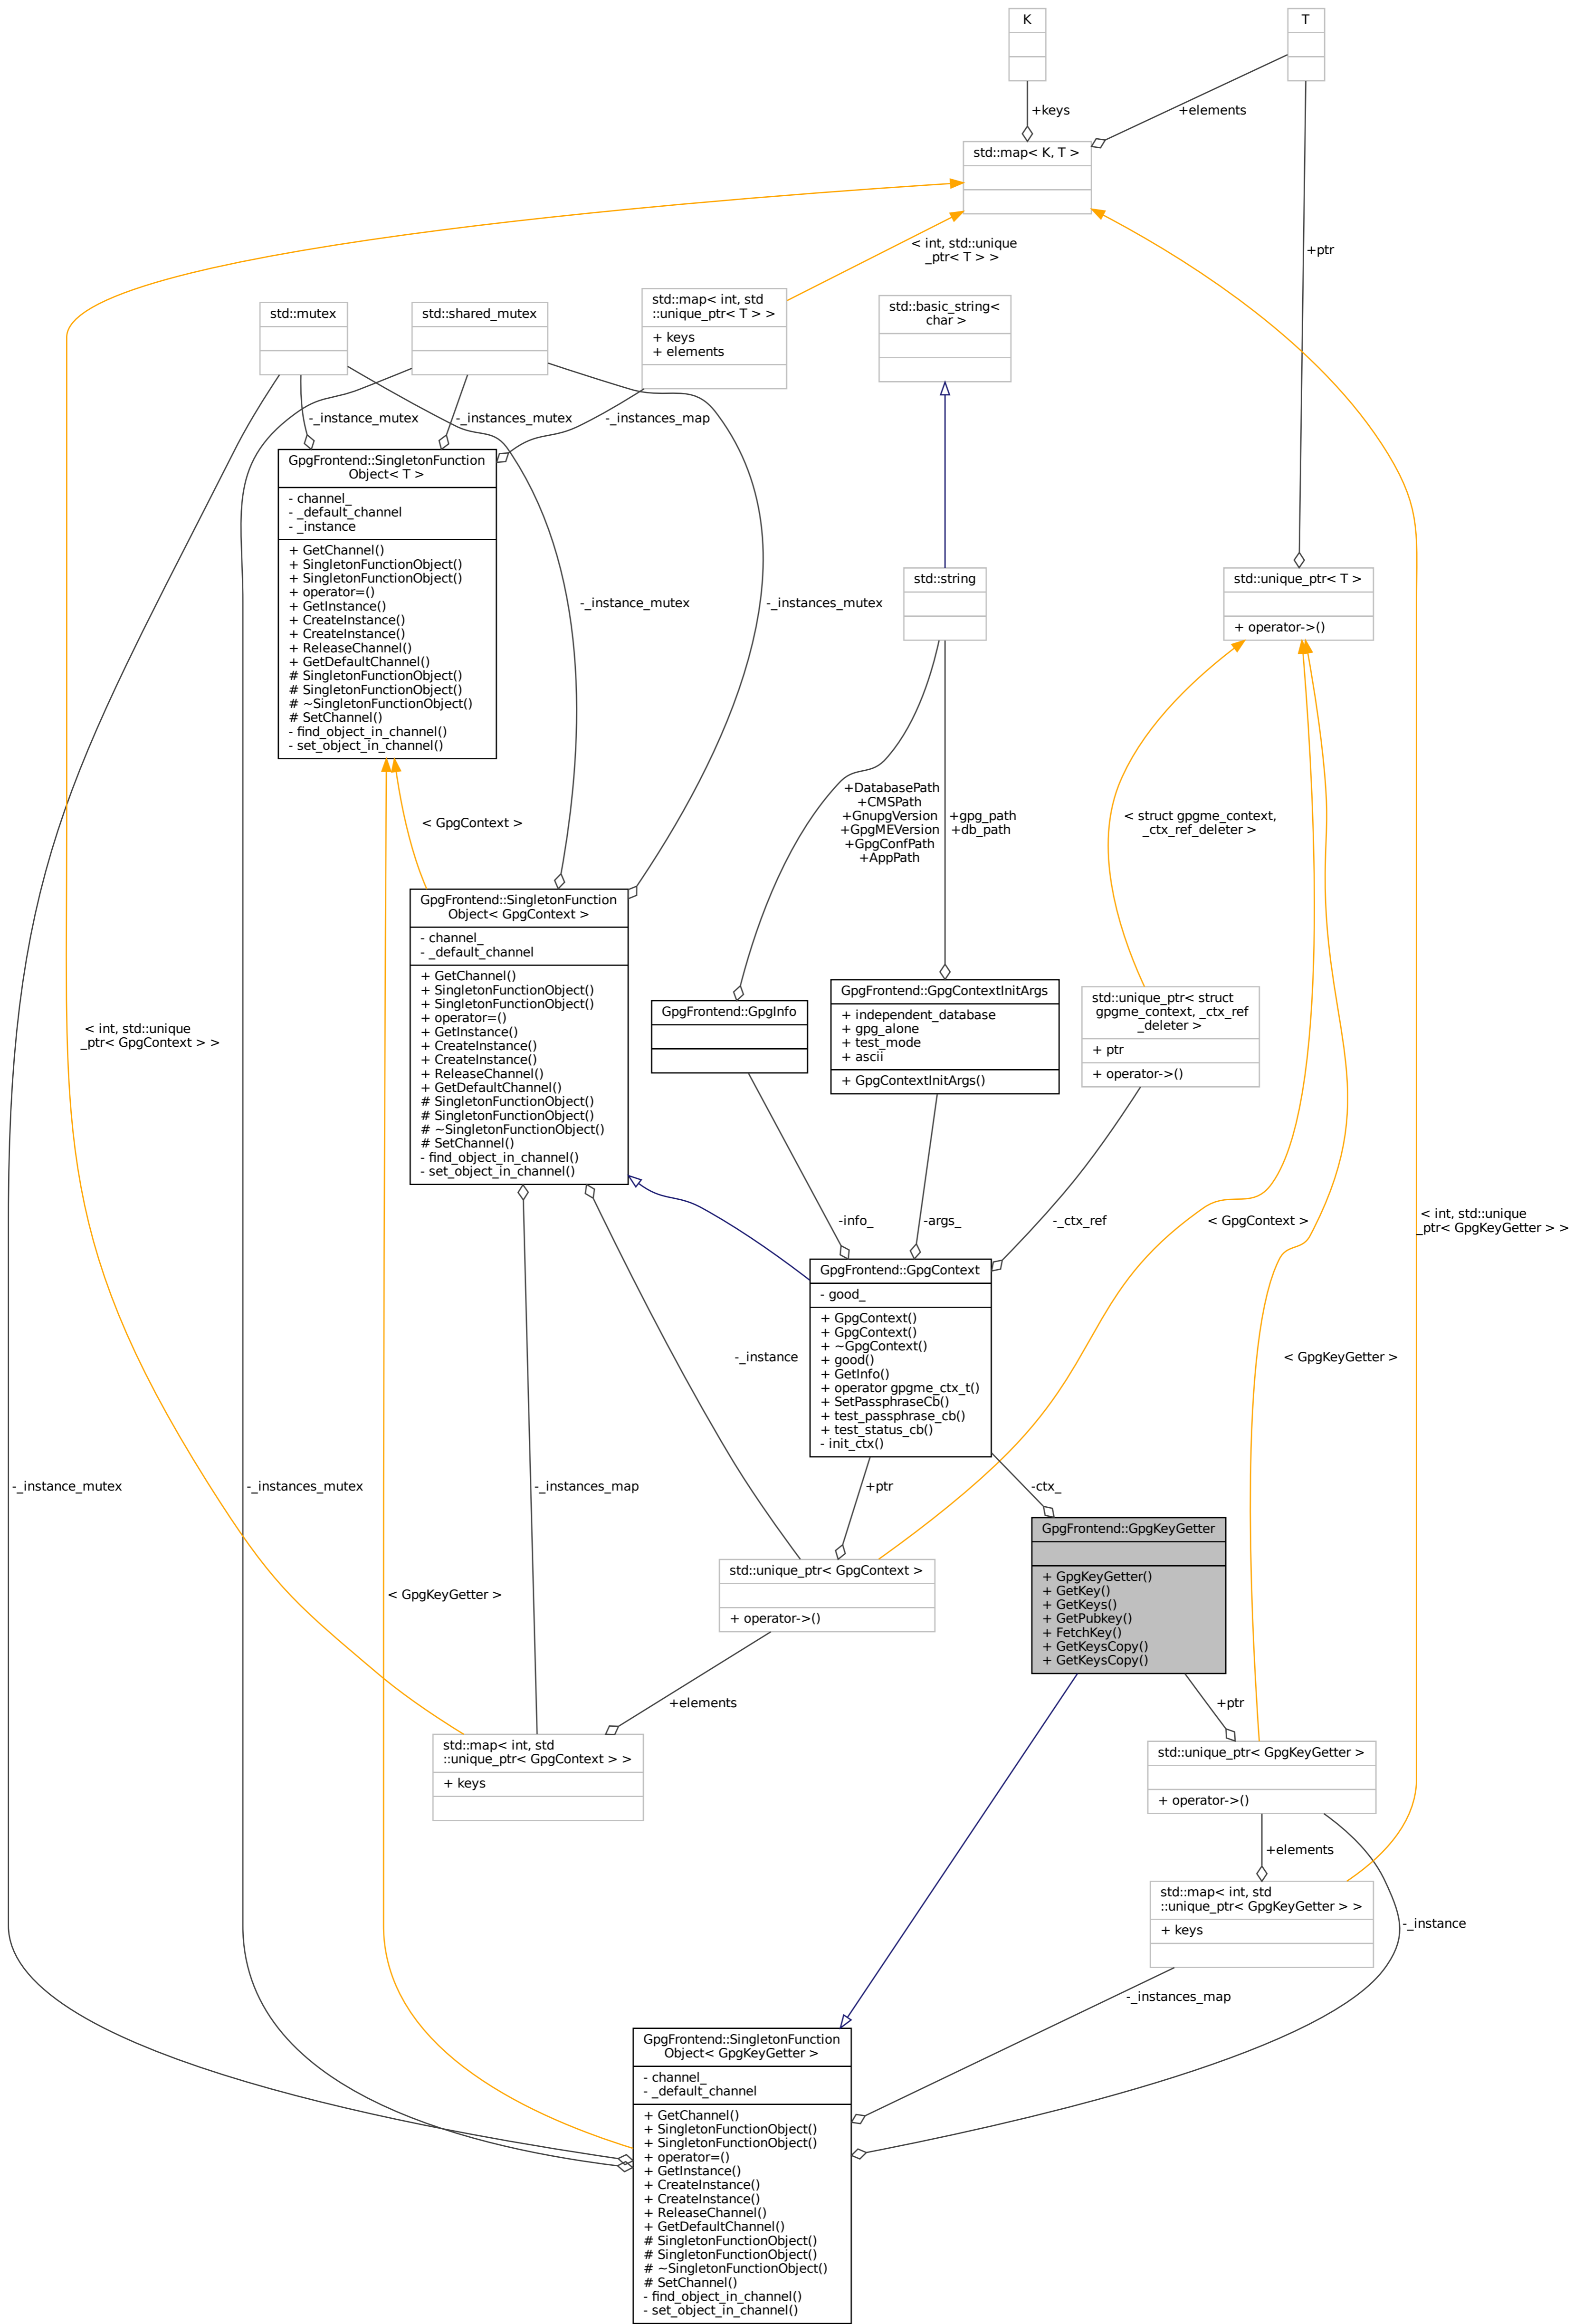 K
T
+keys
+elements
std::map< K, T >
< int, std::unique
_ptr< T > >
+ptr
std::mutex
std::shared_mutex
std::map< int, std
::unique_ptr< T > >
+ keys
+ elements
std::basic_string<
char >
-_instance_mutex
-_instances_mutex
-_instances_map
GpgFrontend::SingletonFunction
Object< T >
- channel_
- _default_channel
- _instance
+ GetChannel()
+ SingletonFunctionObject()
+ SingletonFunctionObject()
+ operator=()
+ GetInstance()
+ CreateInstance()
+ CreateInstance()
+ ReleaseChannel()
+ GetDefaultChannel()
# SingletonFunctionObject()
# SingletonFunctionObject()
# ~SingletonFunctionObject()
# SetChannel()
- find_object_in_channel()
- set_object_in_channel()
-_instance_mutex
-_instances_mutex
std::string
std::unique_ptr< T >
+ operator->()
< GpgContext >
+DatabasePath
+CMSPath
+GnupgVersion
+GpgMEVersion
+GpgConfPath
+AppPath
+gpg_path
+db_path
< struct gpgme_context,
_ctx_ref_deleter >
GpgFrontend::SingletonFunction
Object< GpgContext >
- channel_
- _default_channel
+ GetChannel()
+ SingletonFunctionObject()
+ SingletonFunctionObject()
+ operator=()
+ GetInstance()
+ CreateInstance()
+ CreateInstance()
+ ReleaseChannel()
+ GetDefaultChannel()
# SingletonFunctionObject()
# SingletonFunctionObject()
# ~SingletonFunctionObject()
# SetChannel()
- find_object_in_channel()
- set_object_in_channel()
GpgFrontend::GpgInfo
GpgFrontend::GpgContextInitArgs
+ independent_database
+ gpg_alone
+ test_mode
+ ascii
+ GpgContextInitArgs()
std::unique_ptr< struct
gpgme_context, _ctx_ref
_deleter >
+ ptr
+ operator->()
< int, std::unique
_ptr< GpgContext > >
-info_
-args_
-_ctx_ref
< GpgContext >
< int, std::unique
_ptr< GpgKeyGetter > >
GpgFrontend::GpgContext
- good_
+ GpgContext()
+ GpgContext()
+ ~GpgContext()
+ good()
+ GetInfo()
+ operator gpgme_ctx_t()
+ SetPassphraseCb()
+ test_passphrase_cb()
+ test_status_cb()
- init_ctx()
-_instance
< GpgKeyGetter >
-_instance_mutex
-_instances_mutex
-_instances_map
+ptr
-ctx_
GpgFrontend::GpgKeyGetter
+ GpgKeyGetter()
+ GetKey()
+ GetKeys()
+ GetPubkey()
+ FetchKey()
+ GetKeysCopy()
+ GetKeysCopy()
std::unique_ptr< GpgContext >
+ operator->()
< GpgKeyGetter >
+elements
+ptr
std::map< int, std
::unique_ptr< GpgContext > >
+ keys
std::unique_ptr< GpgKeyGetter >
+ operator->()
+elements
std::map< int, std
::unique_ptr< GpgKeyGetter > >
+ keys
-_instance
-_instances_map
GpgFrontend::SingletonFunction
Object< GpgKeyGetter >
- channel_
- _default_channel
+ GetChannel()
+ SingletonFunctionObject()
+ SingletonFunctionObject()
+ operator=()
+ GetInstance()
+ CreateInstance()
+ CreateInstance()
+ ReleaseChannel()
+ GetDefaultChannel()
# SingletonFunctionObject()
# SingletonFunctionObject()
# ~SingletonFunctionObject()
# SetChannel()
- find_object_in_channel()
- set_object_in_channel()